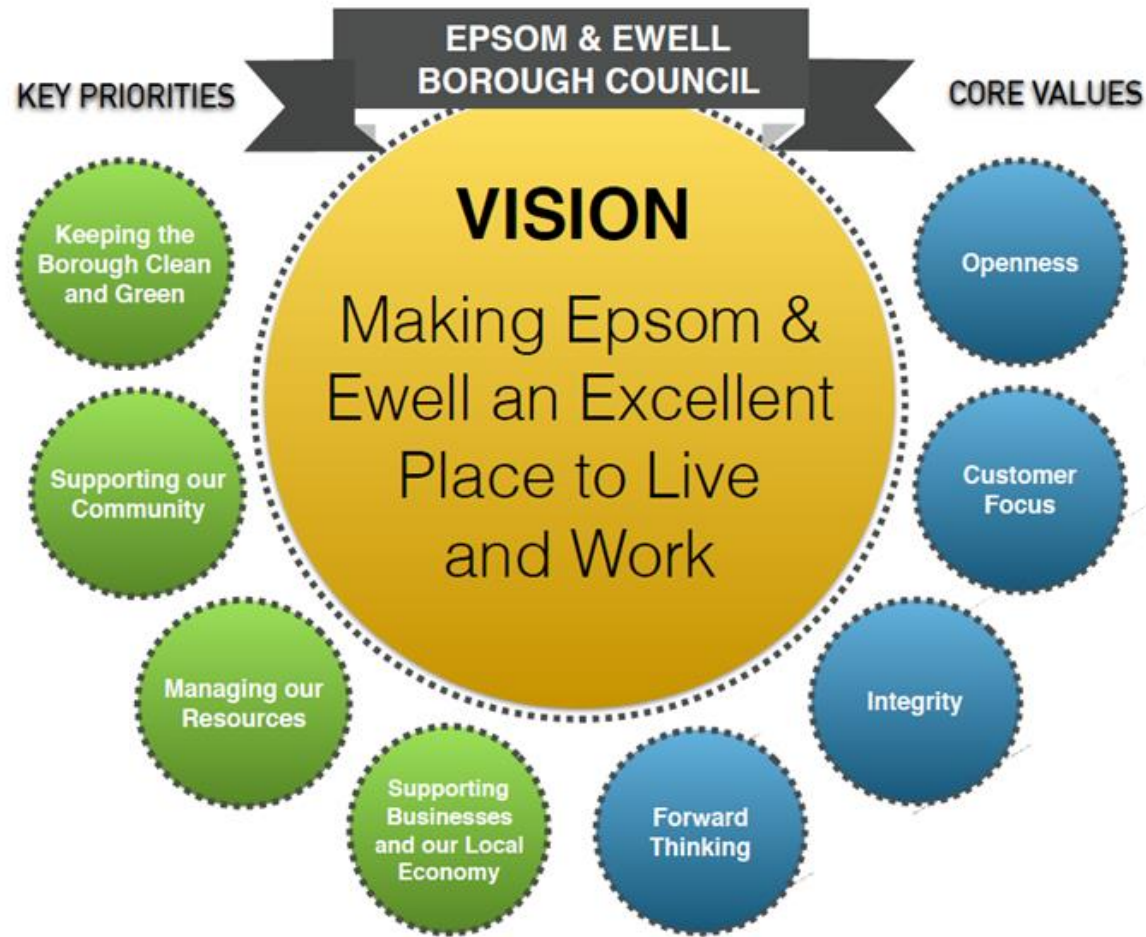 EPSOM & EWELL
BOROUGH COUNCIL
KEY PRIORITIES
CORE VALUES
VISION
Making Epsom &
Ewell an Excellent
Place to Live
and Work
Keeping the
Borough Clean
and Green
Supporting our
Community
Managing our
Resources
Supporting
Businesses
and our Local
Economy
Openness
Customer
Focus
Integrity
Forward
Thinking